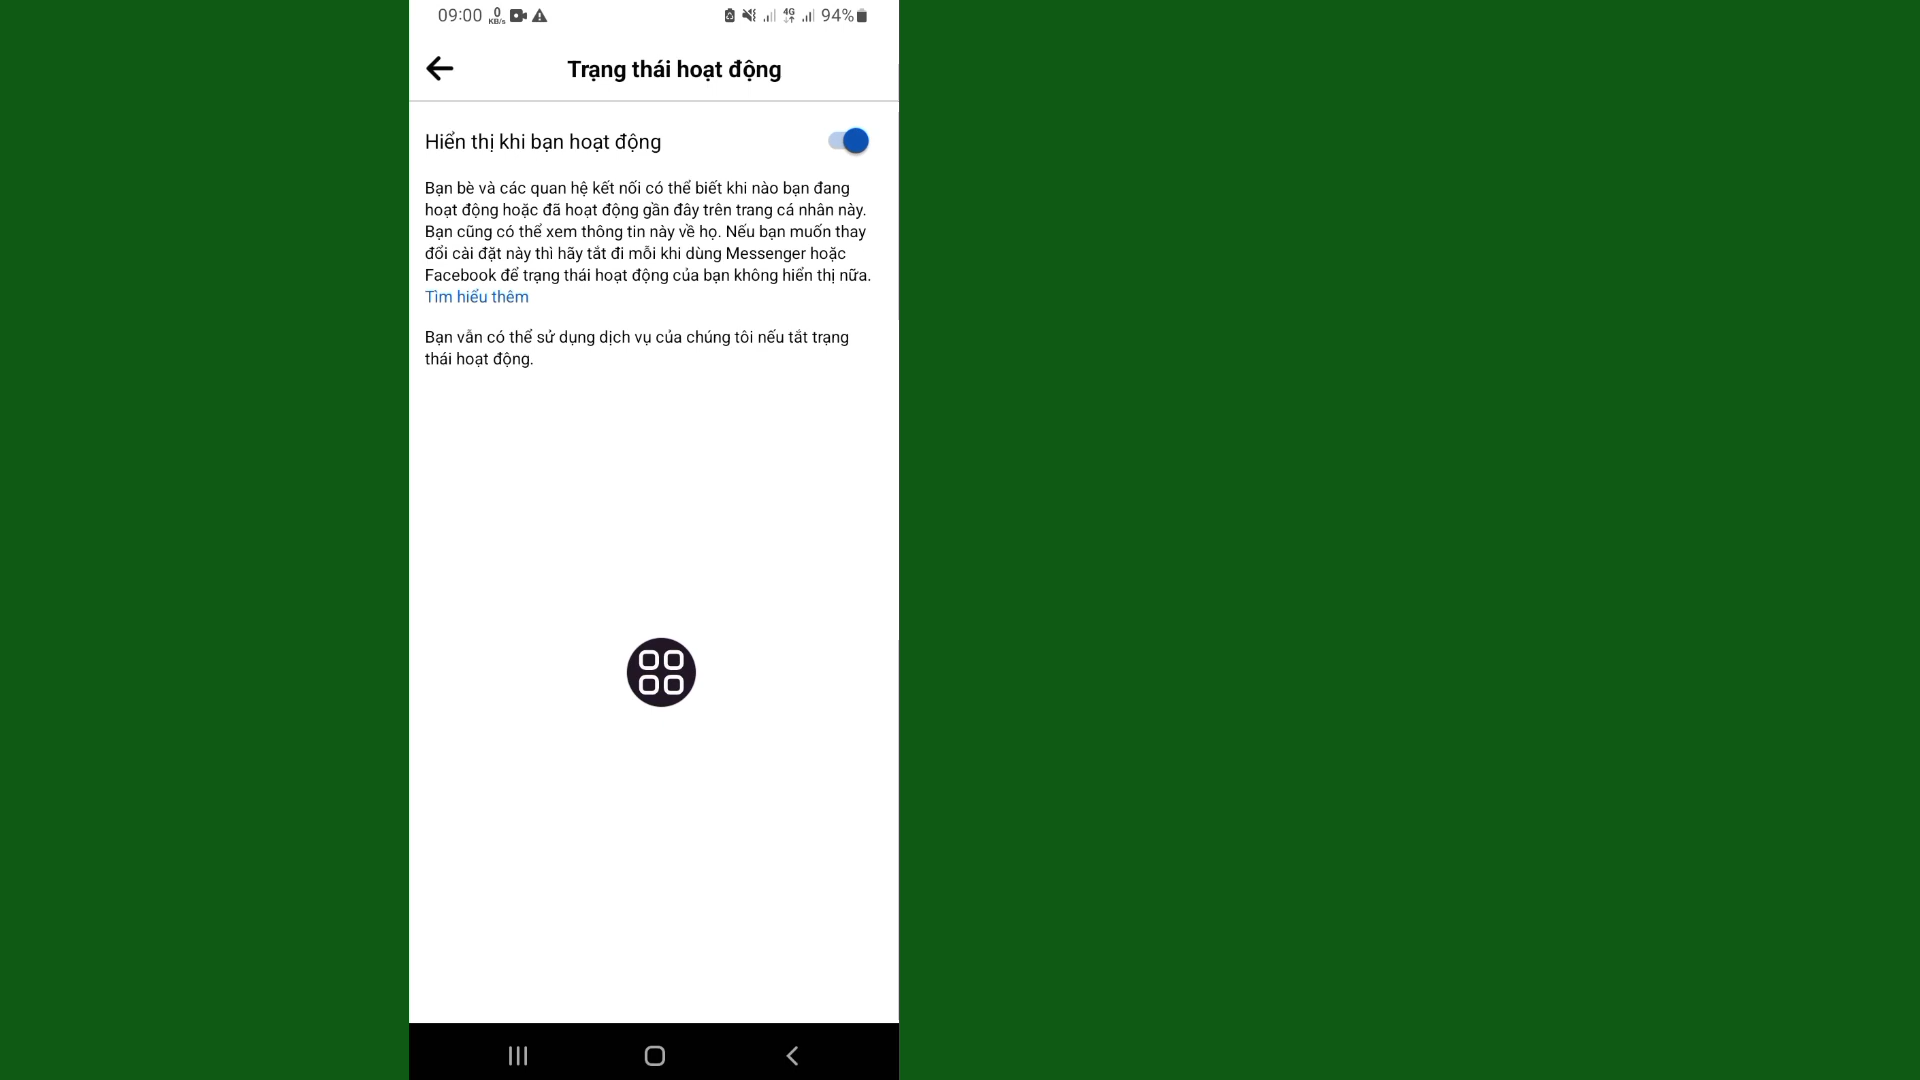 09:00 0 KB/s 4G 94%
Trạng thái hoạt động
Hiển thị khi bạn hoạt động
Bạn bè và các quan hệ kết nối có thể biết khi nào bạn đang
hoạt động hoặc đã hoạt động gần đây trên trang cá nhân này.
Bạn cũng có thể xem thông tin này về họ. Nếu bạn muốn thay
đổi cài đặt này thì hãy tắt đi mỗi khi dùng Messenger hoặc
Facebook để trạng thái hoạt động của bạn không hiển thị nữa.
Tìm hiểu thêm
Bạn vẫn có thể sử dụng dịch vụ của chúng tôi nếu tắt trạng
thái hoạt động.